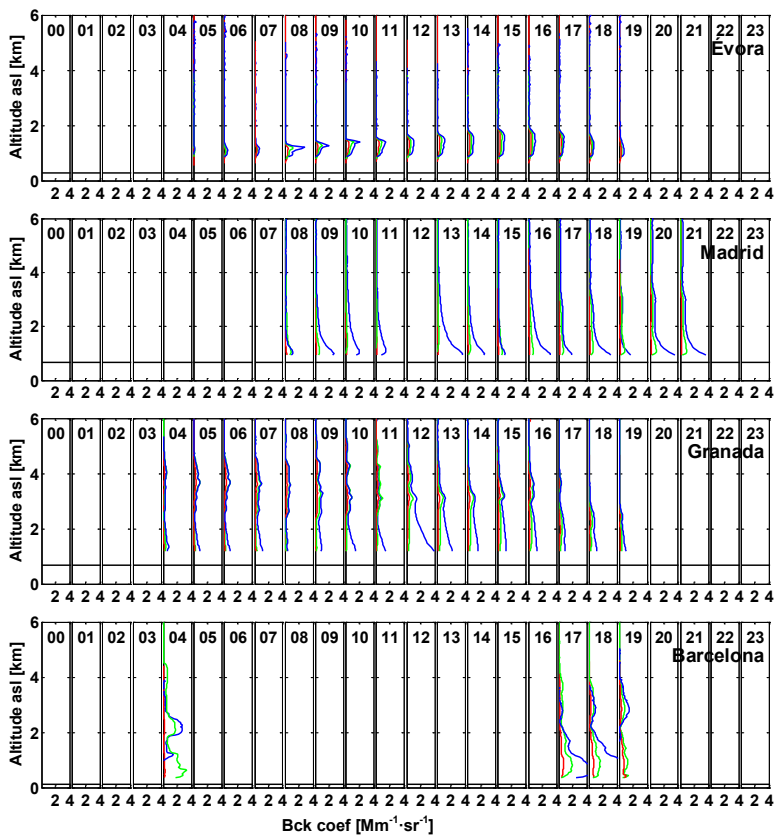 6
00 01 02 03 04 05 06 07 08 09 10 11 12 13 14 15 16 17 18 19 20 21 22 23
Évora
4
Altitude asl [km]
2
0
2 4 2 4 2 4 2 4 2 4 2 4 2 4 2 4 2 4 2 4 2 4 2 4 2 4 2 4 2 4 2 4 2 4 2 4 2 4 2 4 2 4 2 4 2 4 2 4
6
00 01 02 03 04 05 06 07 08 09 10 11 12 13 14 15 16 17 18 19 20 21 22 23
Madrid
4
Altitude asl [km]
2
0
2 4 2 4 2 4 2 4 2 4 2 4 2 4 2 4 2 4 2 4 2 4 2 4 2 4 2 4 2 4 2 4 2 4 2 4 2 4 2 4 2 4 2 4 2 4 2 4
6
00 01 02 03 04 05 06 07 08 09 10 11 12 13 14 15 16 17 18 19 20 21 22 23
Granada
4
Altitude asl [km]
2
0
2 4 2 4 2 4 2 4 2 4 2 4 2 4 2 4 2 4 2 4 2 4 2 4 2 4 2 4 2 4 2 4 2 4 2 4 2 4 2 4 2 4 2 4 2 4 2 4
6
00 01 02 03 04 05 06 07 08 09 10 11 12 13 14 15 16 17 18 19 20 21 22 23
Barcelona
4
Altitude asl [km]
2
0
2 4 2 4 2 4 2 4 2 4 2 4 2 4 2 4 2 4 2 4 2 4 2 4 2 4 2 4 2 4 2 4 2 4 2 4 2 4 2 4 2 4 2 4 2 4 2 4
Bck coef [Mm⁻¹·sr⁻¹]